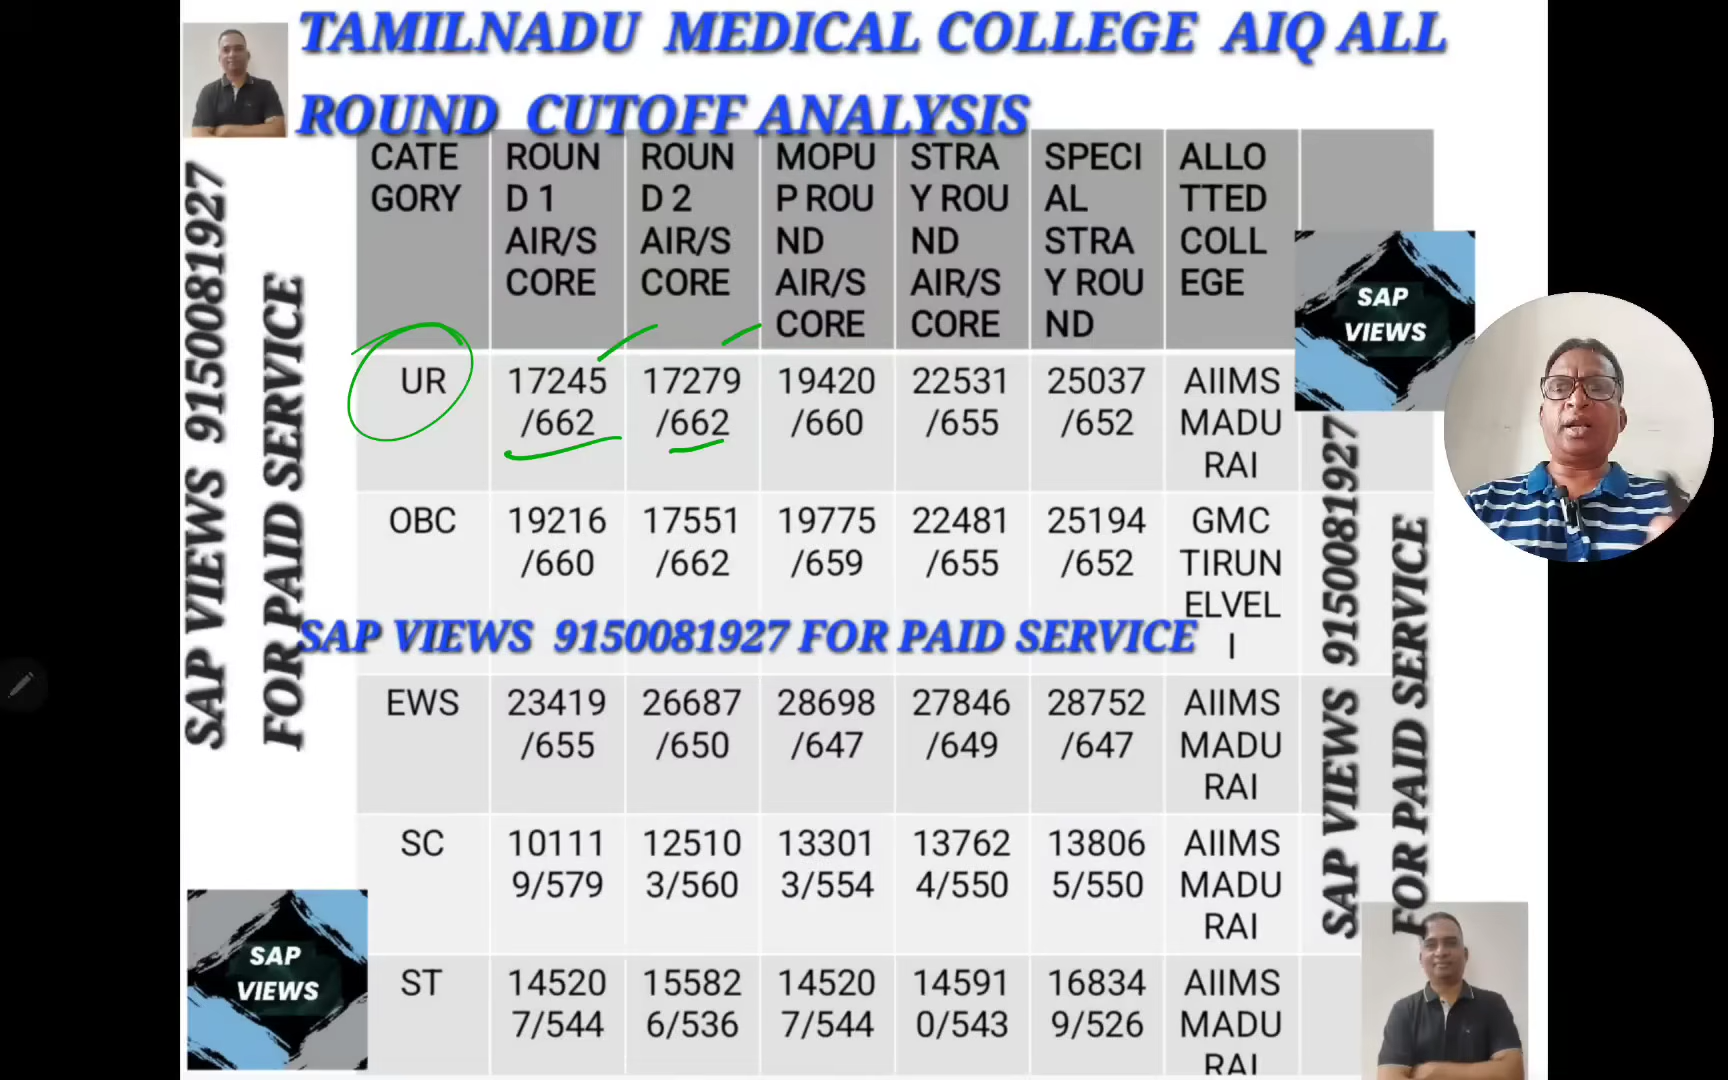 TAMILNADU MEDICAL COLLEGE AIQ ALL
ROUND CUTOFF ANALYSIS
CATE
GORY
ROUN
D 1
AIR/S
CORE
ROUN
D 2
AIR/S
CORE
MOPU
P ROU
ND
AIR/S
CORE
STRA
Y ROU
ND
AIR/S
CORE
SPECI
AL
STRA
Y ROU
ND
ALLO
TTED
COLL
EGE
UR
17245
/662
17279
/662
19420
/660
22531
/655
25037
/652
AIIMS
MADU
RAI
OBC
19216
/660
17551
/662
19775
/659
22481
/655
25194
/652
GMC
TIRUN
ELVEL
I
SAP VIEWS 9150081927 FOR PAID SERVICE
EWS
23419
/655
26687
/650
28698
/647
27846
/649
28752
/647
AIIMS
MADU
RAI
SC
10111
9/579
12510
3/560
13301
3/554
13762
4/550
13806
5/550
AIIMS
MADU
RAI
ST
14520
7/544
15582
6/536
14520
7/544
14591
0/543
16834
9/526
AIIMS
MADU
RAI
SAP VIEWS 9150081927
FOR PAID SERVICE
SAP VIEWS 9150081927
FOR PAID SERVICE
SAP
VIEWS
SAP
VIEWS